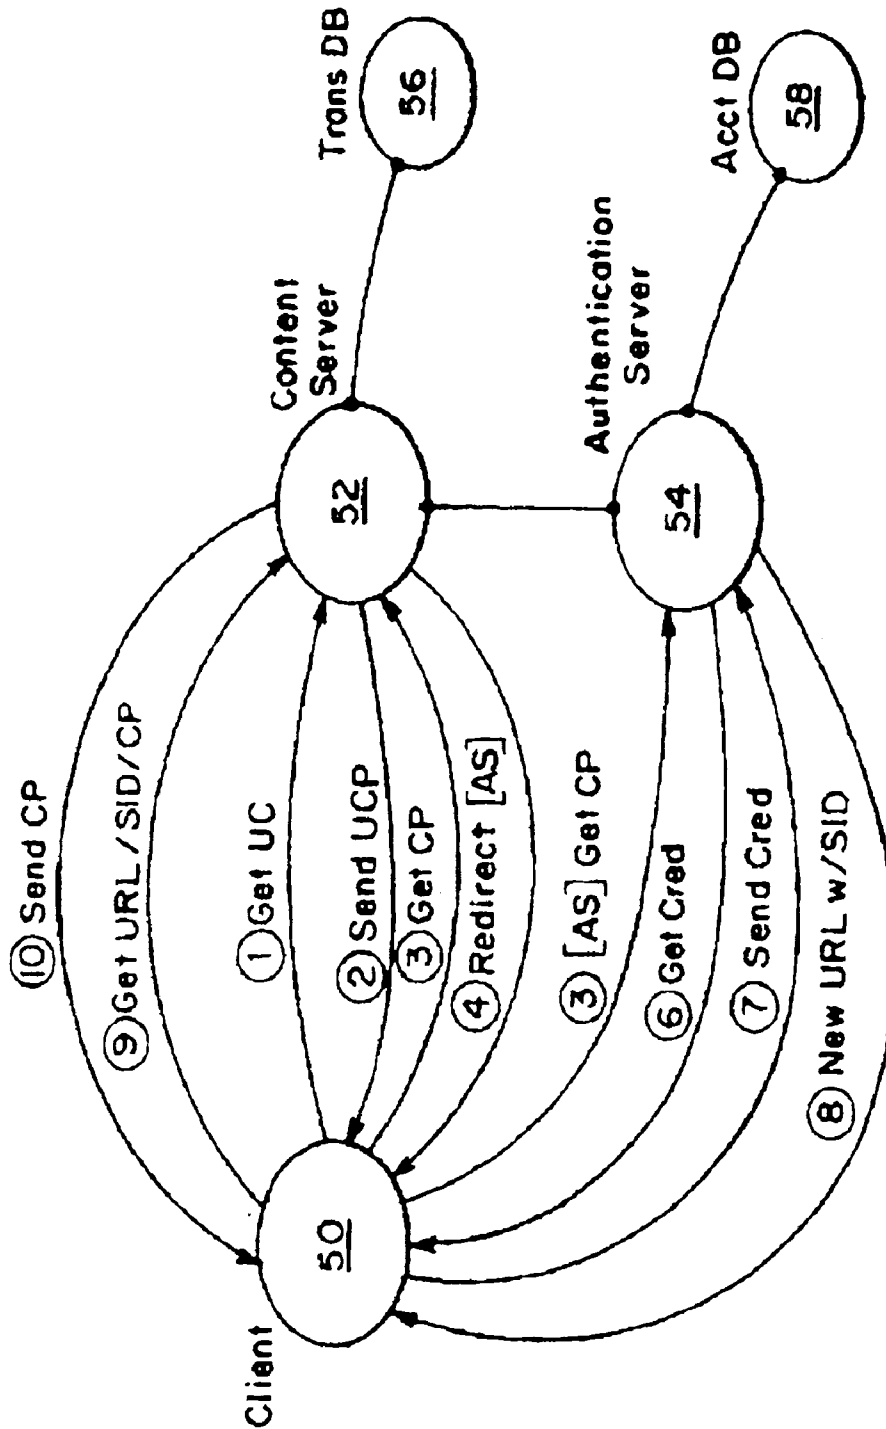 ⑩ Send CP
⑨ Get URL/SID/CP
① Get UC
② Send UCP
③ Get CP
④ Redirect [AS]
③ [AS] Get CP
⑥ Get Cred
⑦ Send Cred
⑧ New URL w/SID
Client
50
Content
Server
52
Trans DB
56
Authentication
Server
54
Acct DB
58